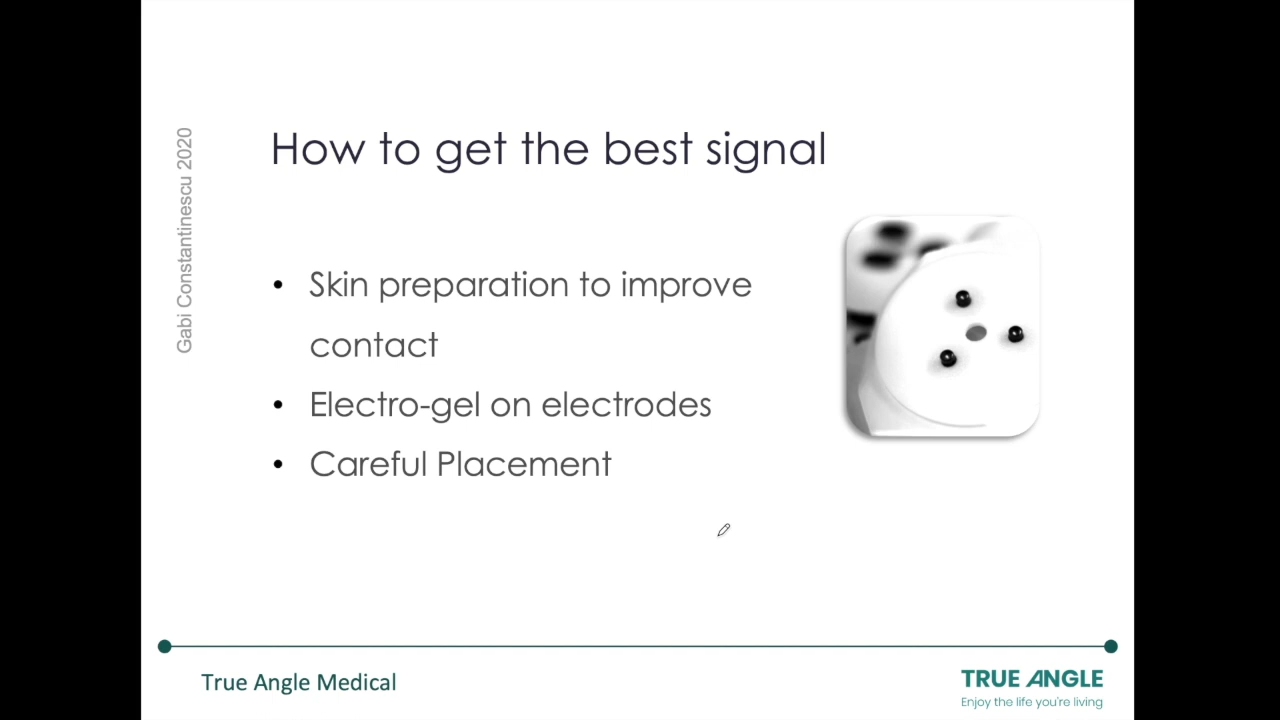 Gabi Constantinescu 2020
How to get the best signal
• Skin preparation to improve
contact
• Electro-gel on electrodes
• Careful Placement
True Angle Medical
TRUE ANGLE
Enjoy the life you're living